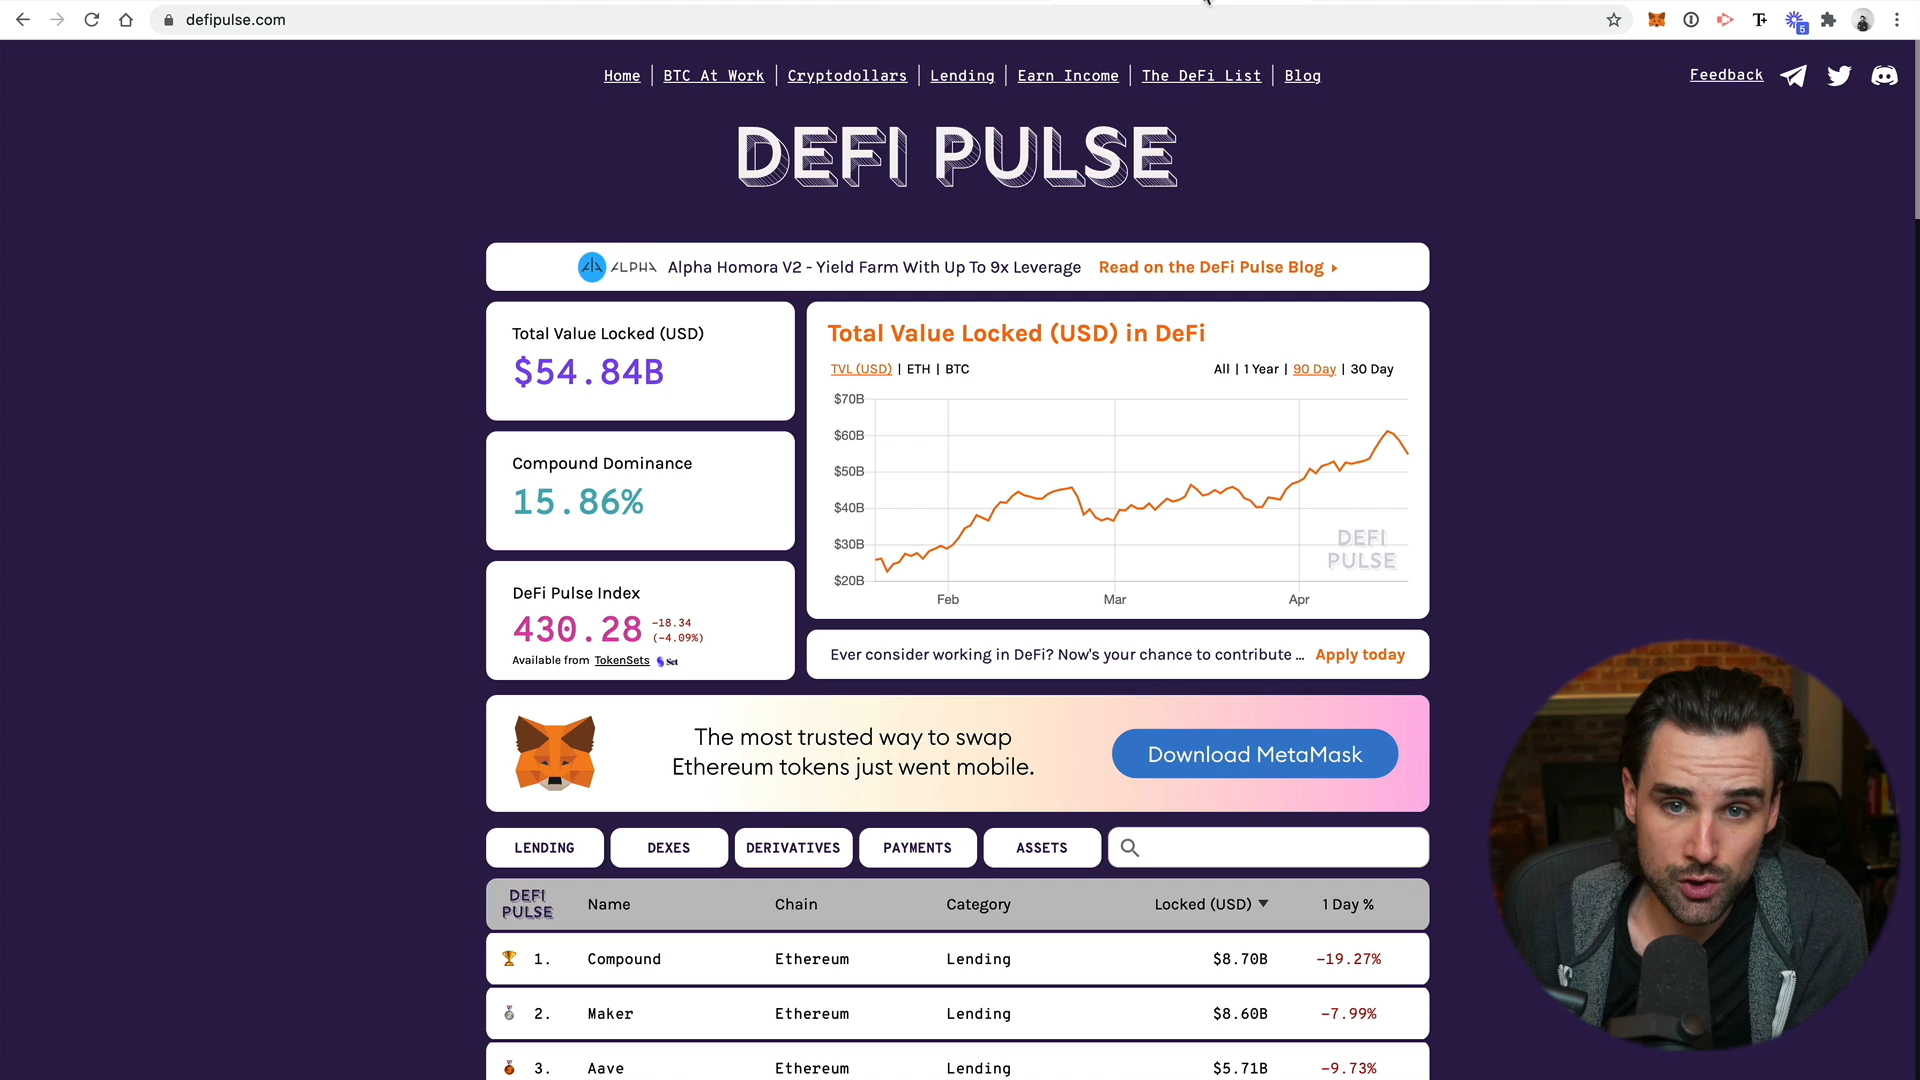 defipulse.com
5
Home | BTC At Work | Cryptodollars | Lending | Earn Income | The DeFi List | Blog
Feedback
DEFI PULSE
ALPHA Alpha Homora V2 - Yield Farm With Up To 9x Leverage Read on the DeFi Pulse Blog
Total Value Locked (USD)
$54.84B
Compound Dominance
15.86%
DeFi Pulse Index
430.28
-18.34
(-4.09%)
Available from TokenSets Set
Total Value Locked (USD) in DeFi
TVL (USD) | ETH | BTC
All | 1 Year | 90 Day | 30 Day
$70B
$60B
$50B
$40B
$30B
$20B
Feb Mar Apr
DEFI
PULSE
Ever consider working in DeFi? Now's your chance to contribute ... Apply today
The most trusted way to swap
Ethereum tokens just went mobile.
Download MetaMask
LENDING DEXES DERIVATIVES PAYMENTS ASSETS
DEFI
PULSE
Name Chain Category Locked (USD) ▼ 1 Day %
1. Compound Ethereum Lending $8.70B -19.27%
2. Maker Ethereum Lending $8.60B -7.99%
3. Aave Ethereum Lending $5.71B -9.73%